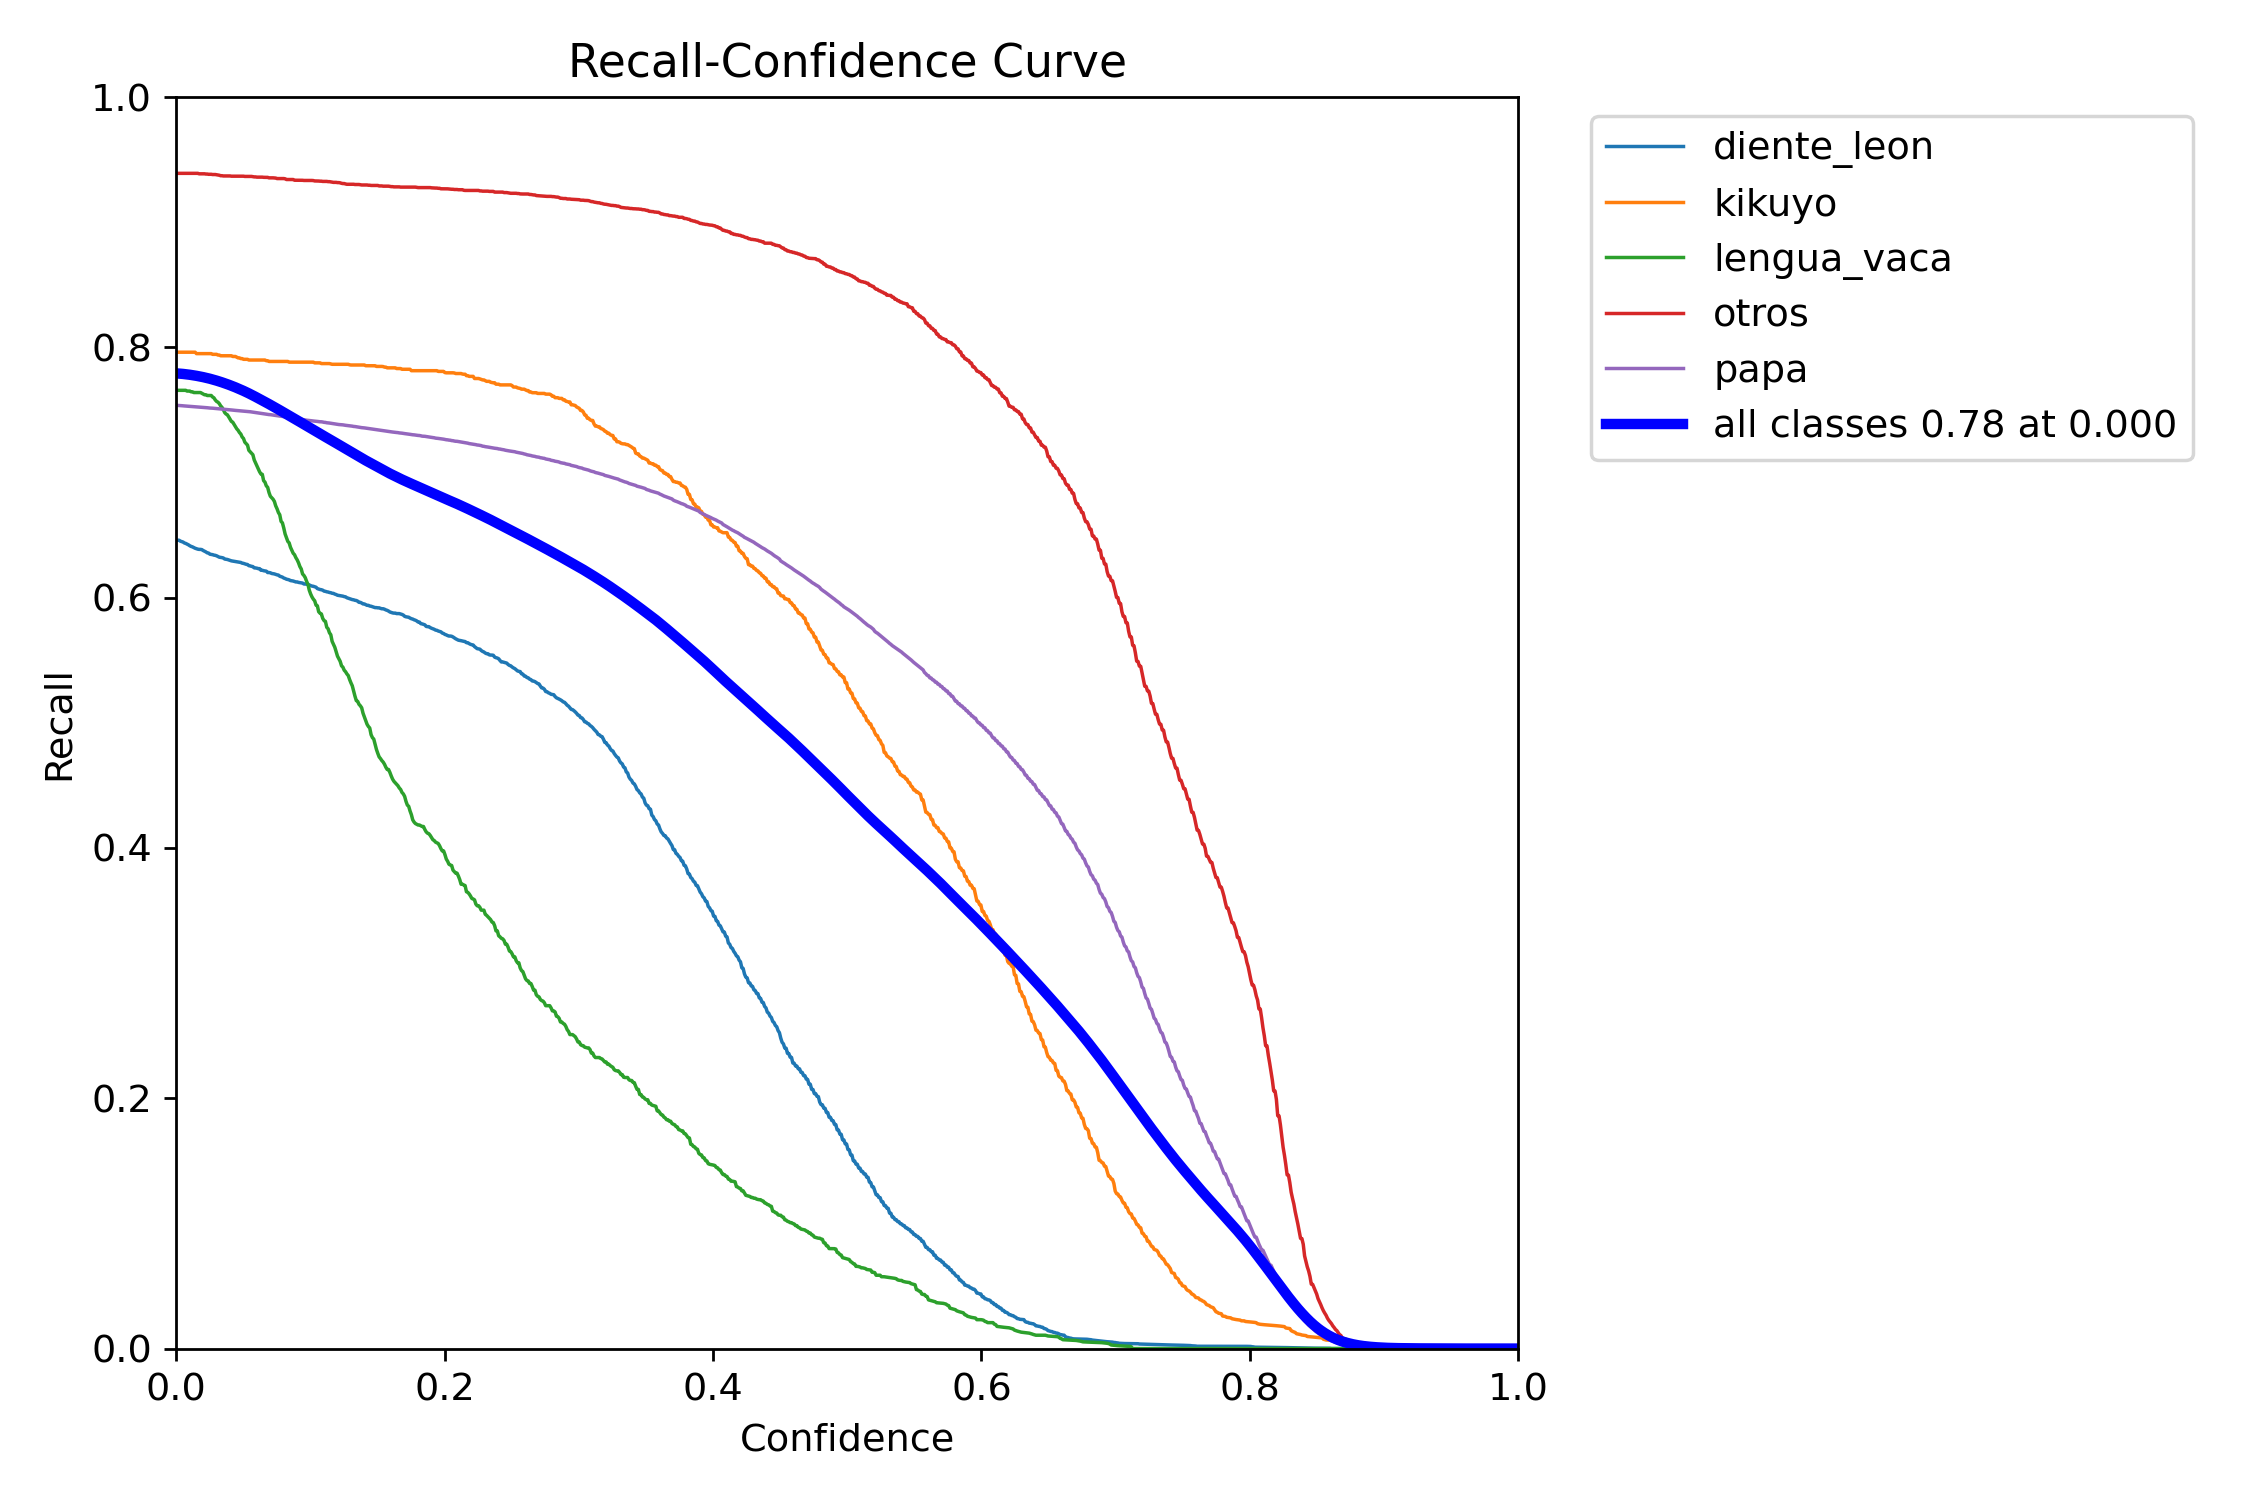 Recall-Confidence Curve
1.0
0.8
0.6
0.4
0.2
0.0
Recall
0.0 0.2 0.4 0.6 0.8 1.0
Confidence
diente_leon
kikuyo
lengua_vaca
otros
papa
all classes 0.78 at 0.000